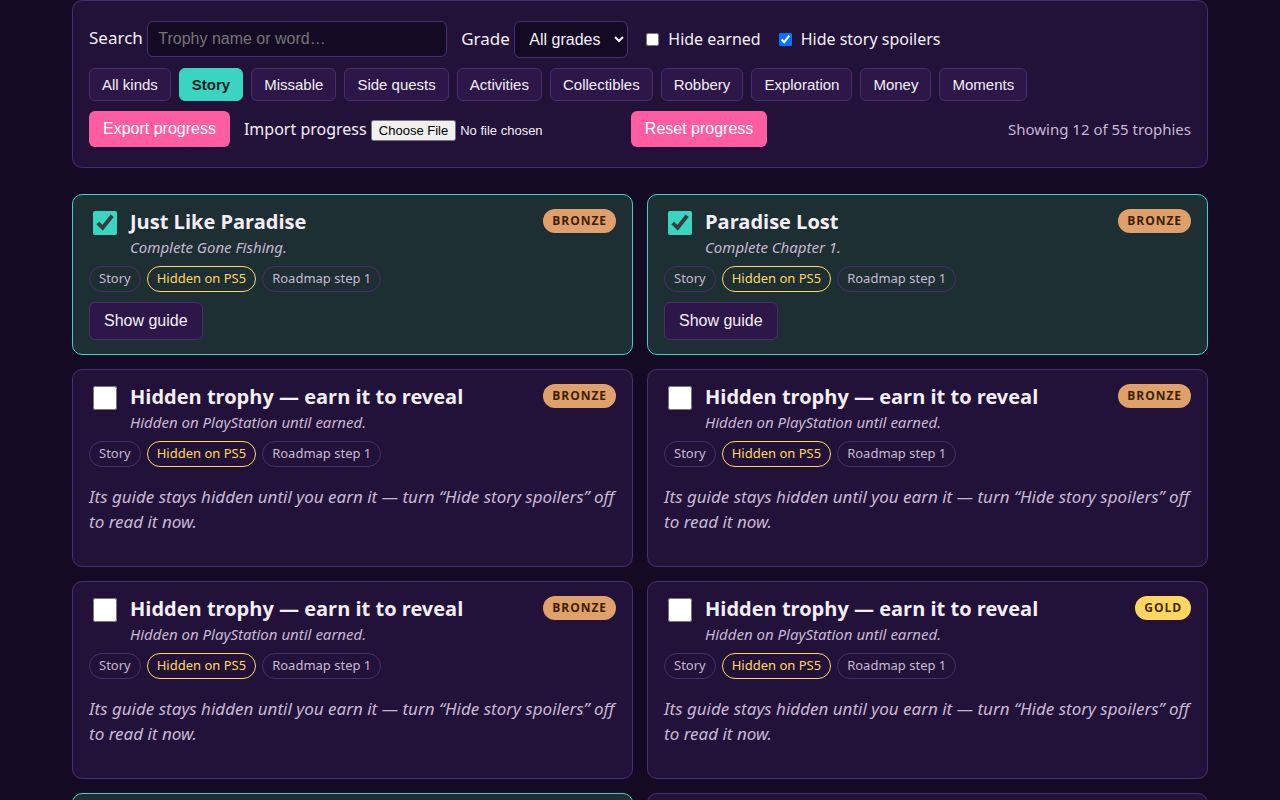 Search Trophy name or word… Grade All grades Hide earned Hide story spoilers
All kinds Story Missable Side quests Activities Collectibles Robbery Exploration Money Moments
Export progress Import progress Choose File No file chosen Reset progress Showing 12 of 55 trophies
Just Like Paradise BRONZE
Complete Gone Fishing.
Story Hidden on PS5 Roadmap step 1
Show guide
Paradise Lost BRONZE
Complete Chapter 1.
Story Hidden on PS5 Roadmap step 1
Show guide
Hidden trophy — earn it to reveal BRONZE
Hidden on PlayStation until earned.
Story Hidden on PS5 Roadmap step 1
Its guide stays hidden until you earn it — turn “Hide story spoilers” off
to read it now.
Hidden trophy — earn it to reveal BRONZE
Hidden on PlayStation until earned.
Story Hidden on PS5 Roadmap step 1
Its guide stays hidden until you earn it — turn “Hide story spoilers” off
to read it now.
Hidden trophy — earn it to reveal BRONZE
Hidden on PlayStation until earned.
Story Hidden on PS5 Roadmap step 1
Its guide stays hidden until you earn it — turn “Hide story spoilers” off
to read it now.
Hidden trophy — earn it to reveal GOLD
Hidden on PlayStation until earned.
Story Hidden on PS5 Roadmap step 1
Its guide stays hidden until you earn it — turn “Hide story spoilers” off
to read it now.